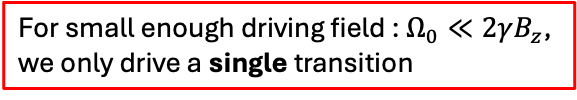 For small enough driving field : Ω₀ ≪ 2γB_z,
we only drive a single transition